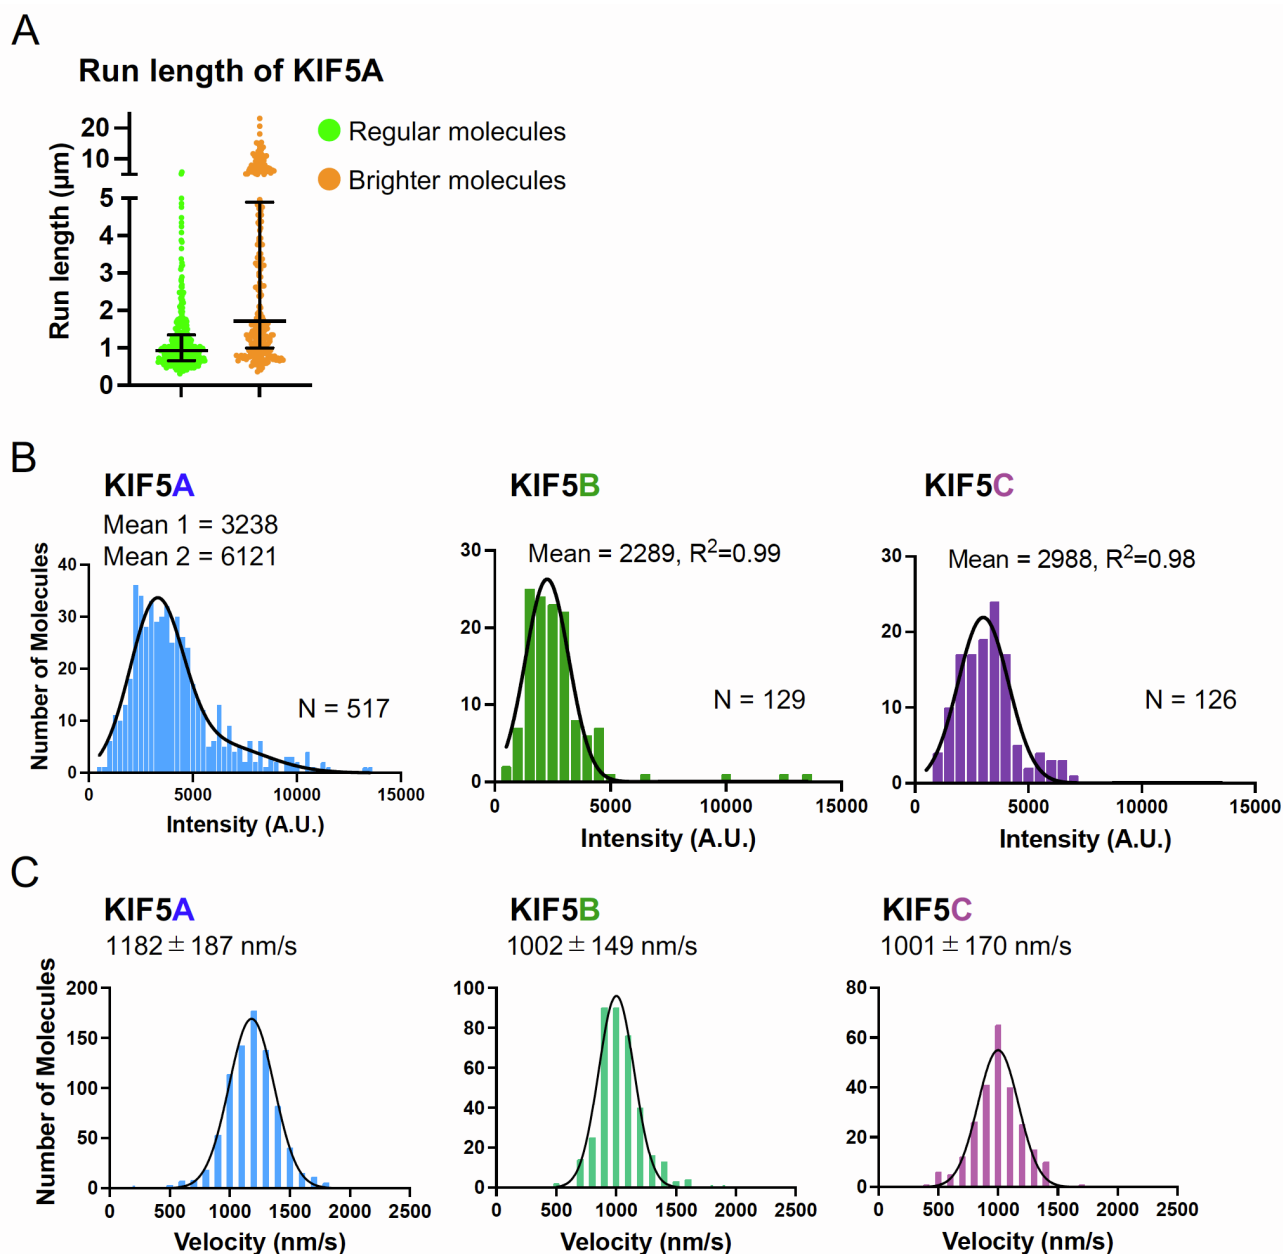 A
Run length of KIF5A
Run length (µm)
20
10
5
4
3
2
1
0
Regular molecules
Brighter molecules
B
KIF5A
Mean 1 = 3238
Mean 2 = 6121
Number of Molecules
40
30
20
10
0
N = 517
0 5000 10000 15000
Intensity (A.U.)
KIF5B
Mean = 2289, R²=0.99
30
20
10
0
N = 129
0 5000 10000 15000
Intensity (A.U.)
KIF5C
Mean = 2988, R²=0.98
30
20
10
0
N = 126
0 5000 10000 15000
Intensity (A.U.)
C
KIF5A
1182 ± 187 nm/s
Number of Molecules
200
150
100
50
0
0 500 1000 1500 2000 2500
Velocity (nm/s)
KIF5B
1002 ± 149 nm/s
100
80
60
40
20
0
0 500 1000 1500 2000 2500
Velocity (nm/s)
KIF5C
1001 ± 170 nm/s
80
60
40
20
0
0 500 1000 1500 2000 2500
Velocity (nm/s)